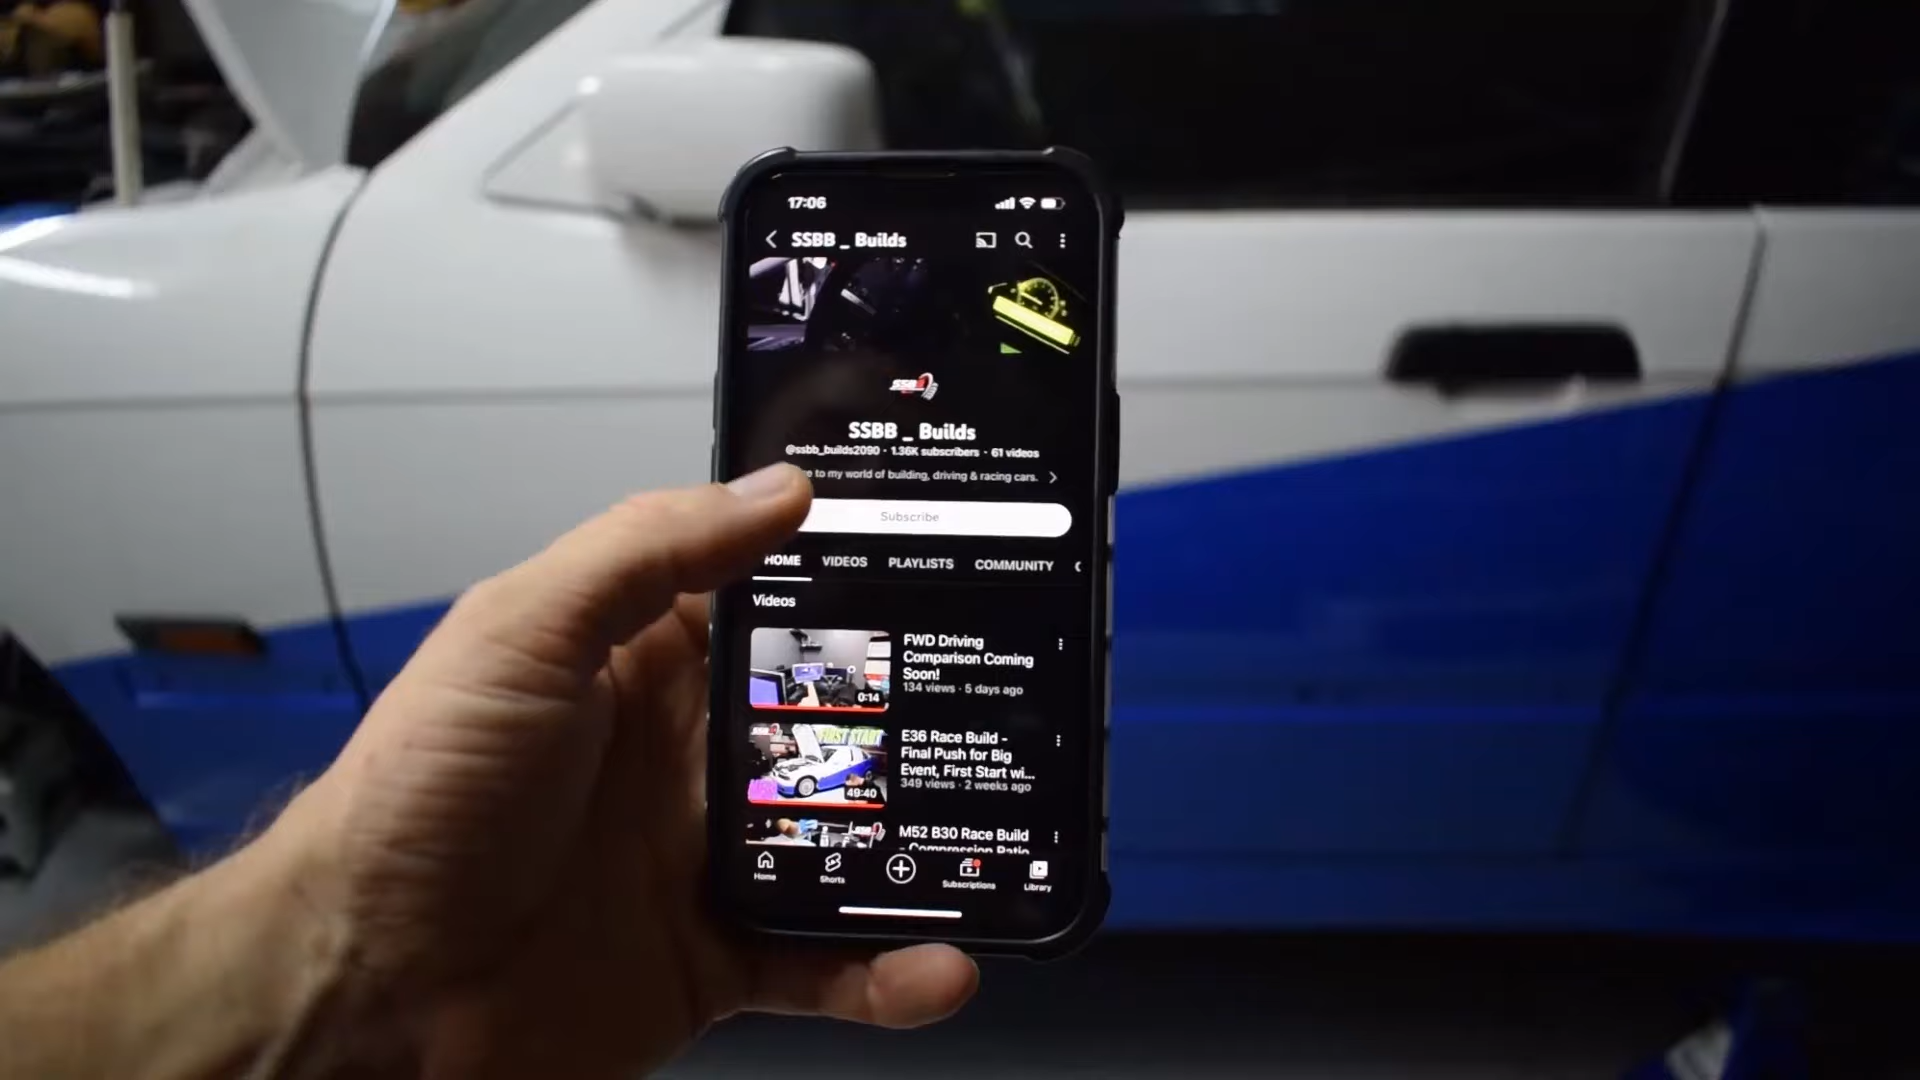 17:06
SSBB _ Builds
SSBB _ Builds
@ssbb_builds2090 · 1.36K subscribers · 61 videos
to my world of building, driving & racing cars.
Subscribe
HOME VIDEOS PLAYLISTS COMMUNITY
Videos
FWD Driving
Comparison Coming
Soon!
134 views · 5 days ago
0:14
FIRST START
E36 Race Build -
Final Push for Big
Event, First Start wi...
349 views · 2 weeks ago
49:40
M52 B30 Race Build
- Compression Ratio
Home Shorts Subscriptions Library